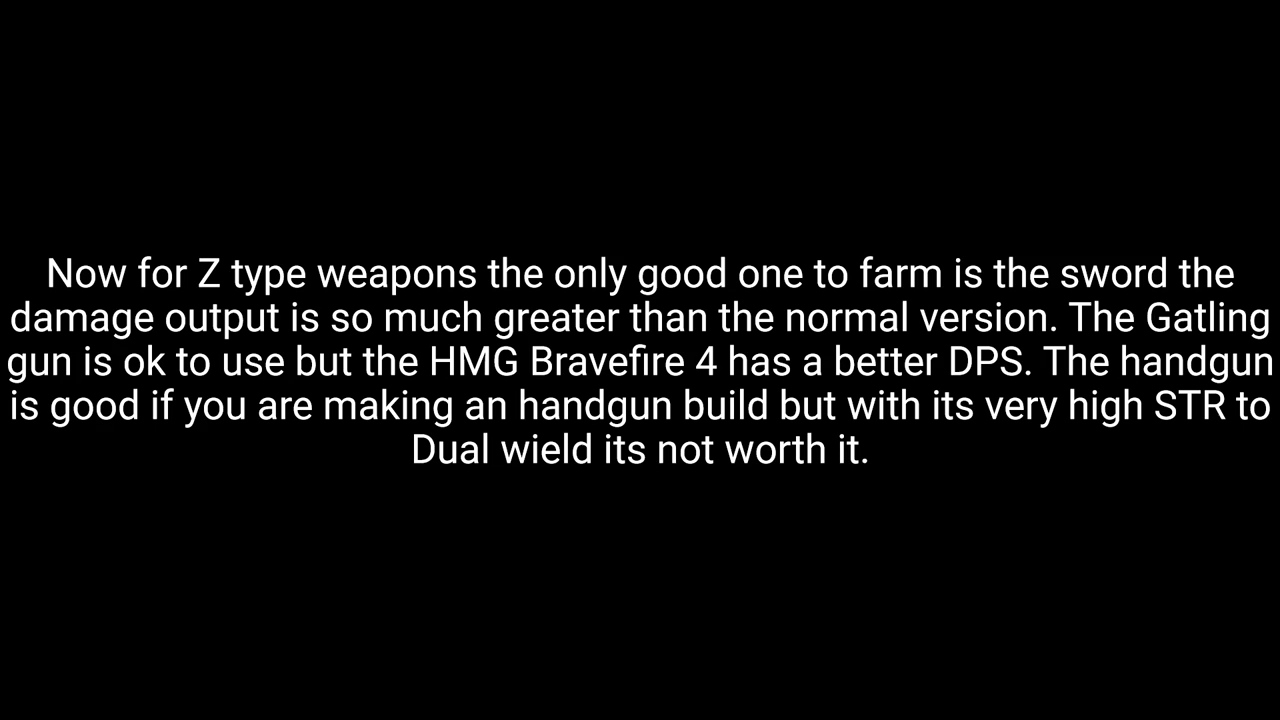 Now for Z type weapons the only good one to farm is the sword the
damage output is so much greater than the normal version. The Gatling
gun is ok to use but the HMG Bravefire 4 has a better DPS. The handgun
is good if you are making an handgun build but with its very high STR to
Dual wield its not worth it.